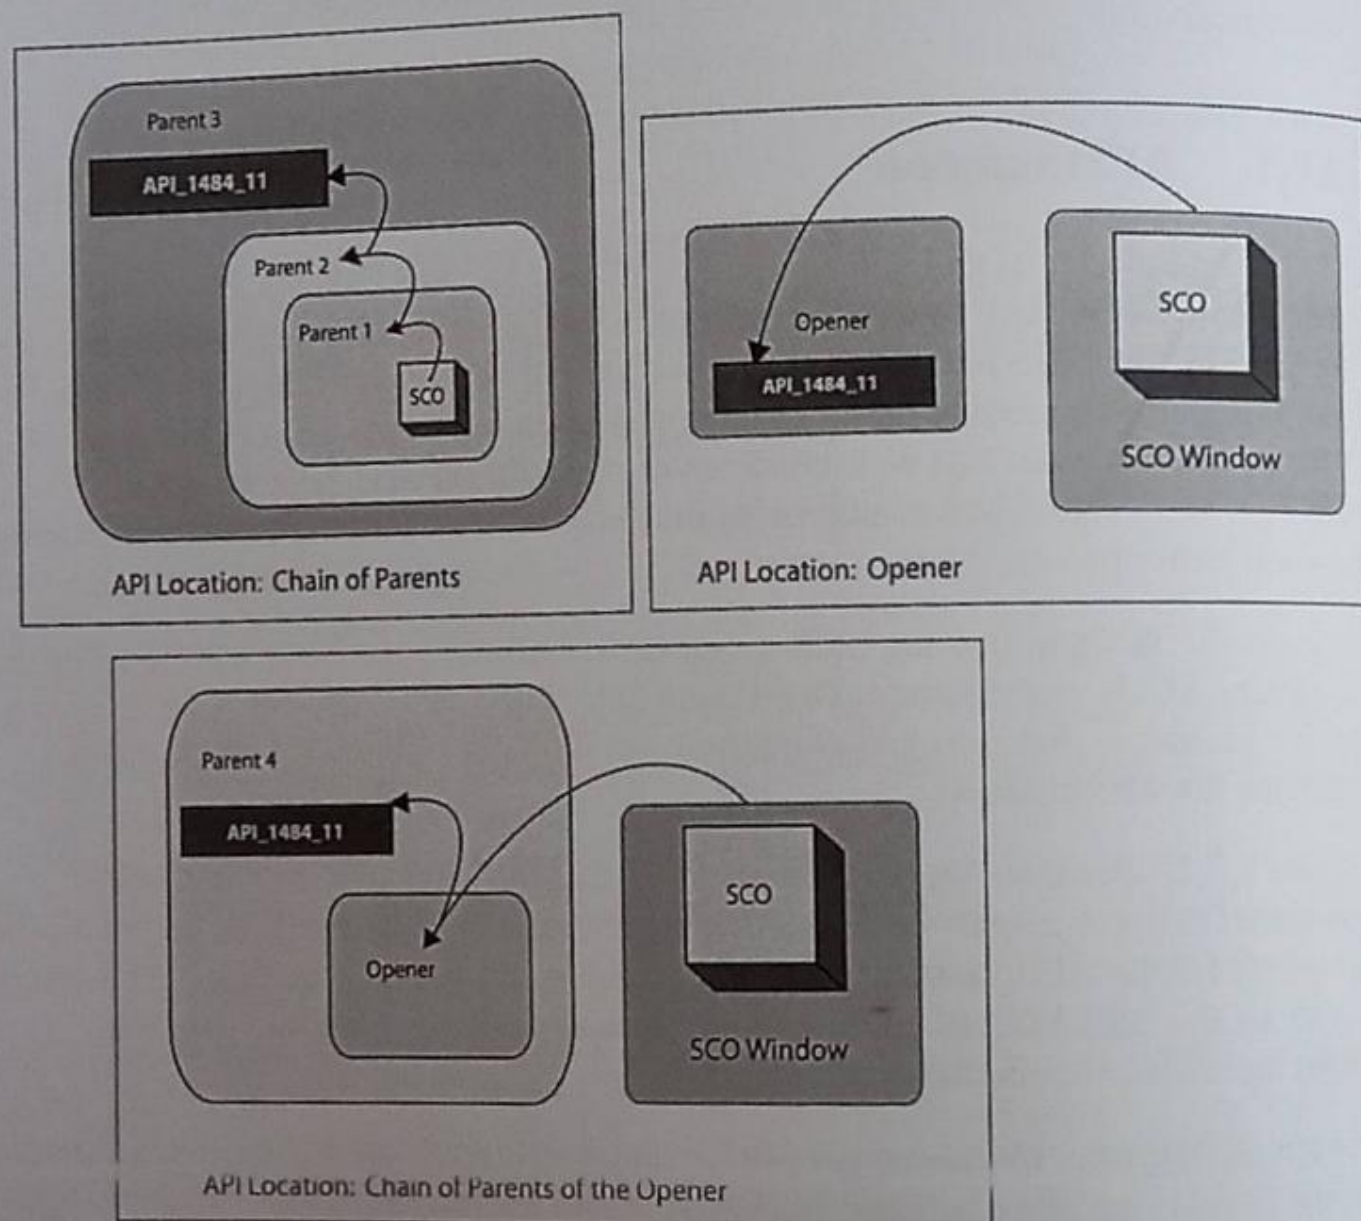 Parent 3
API_1484_11
Parent 2
Parent 1
SCO
API Location: Chain of Parents
Opener
API_1484_11
SCO
SCO Window
API Location: Opener
Parent 4
API_1484_11
Opener
SCO
SCO Window
API Location: Chain of Parents of the Opener